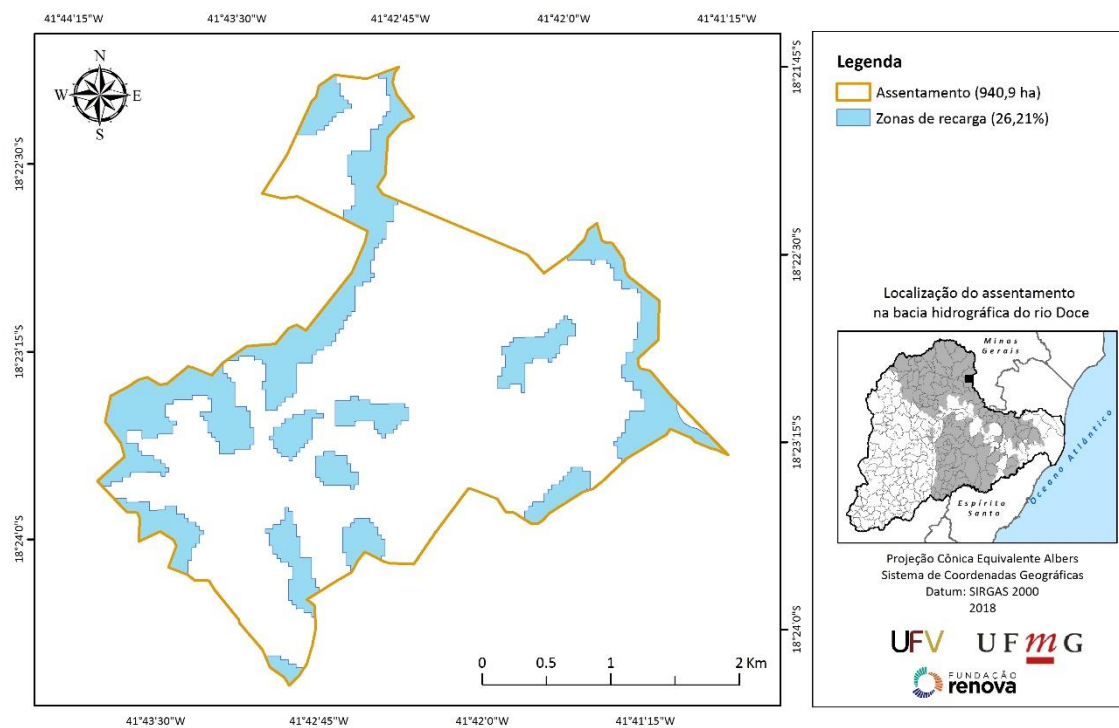 41°44'15"W 41°43'30"W 41°42'45"W 41°42'0"W 41°41'15"W
N
W E
S
18°22'30"S
18°23'15"S
18°24'0"S
18°21'45"S
18°22'30"S
18°23'15"S
18°24'0"S
0 0.5 1 2 Km
41°43'30"W 41°42'45"W 41°42'0"W 41°41'15"W
Legenda
Assentamento (940,9 ha)
Zonas de recarga (26,21%)
Localização do assentamento
na bacia hidrográfica do rio Doce
Minas
Gerais
Oceano Atlântico
Espírito
Santo
Projeção Cônica Equivalente Albers
Sistema de Coordenadas Geográficas
Datum: SIRGAS 2000
2018
UFV UFmG
FUNDAÇÃO
renova